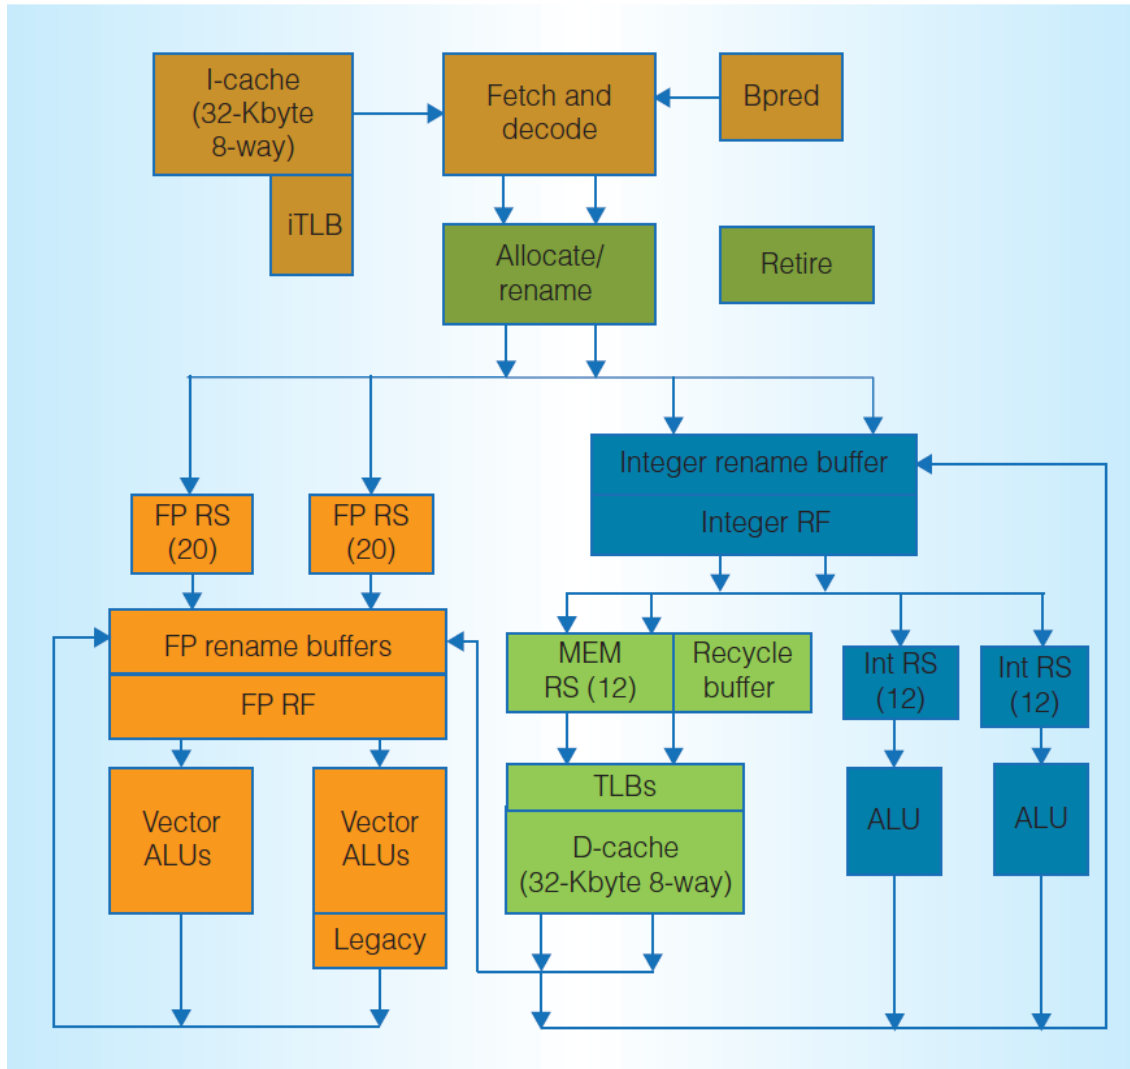 I-cache
(32-Kbyte
8-way)
Fetch and
decode
Bpred
iTLB
Allocate/
rename
Retire
Integer rename buffer
Integer RF
FP RS
(20)
FP RS
(20)
FP rename buffers
FP RF
MEM
RS (12)
Recycle
buffer
Int RS
(12)
Int RS
(12)
Vector
ALUs
Vector
ALUs
Legacy
TLBs
D-cache
(32-Kbyte 8-way)
ALU
ALU